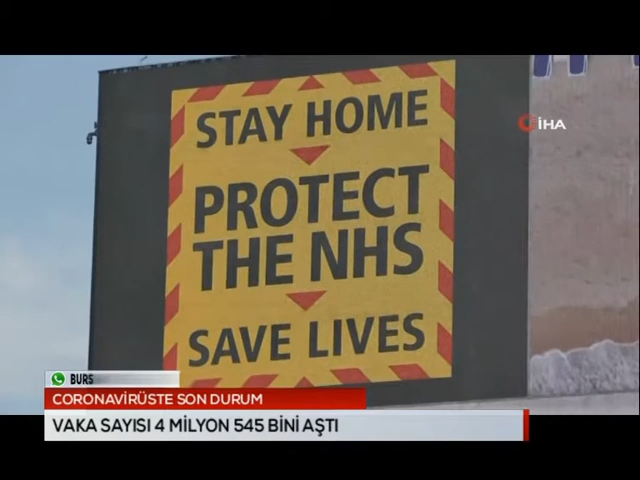 STAY HOME
PROTECT
THE NHS
SAVE LIVES
İHA
BURS
CORONAVİRÜSTE SON DURUM
VAKA SAYISI 4 MİLYON 545 BİNİ AŞTI